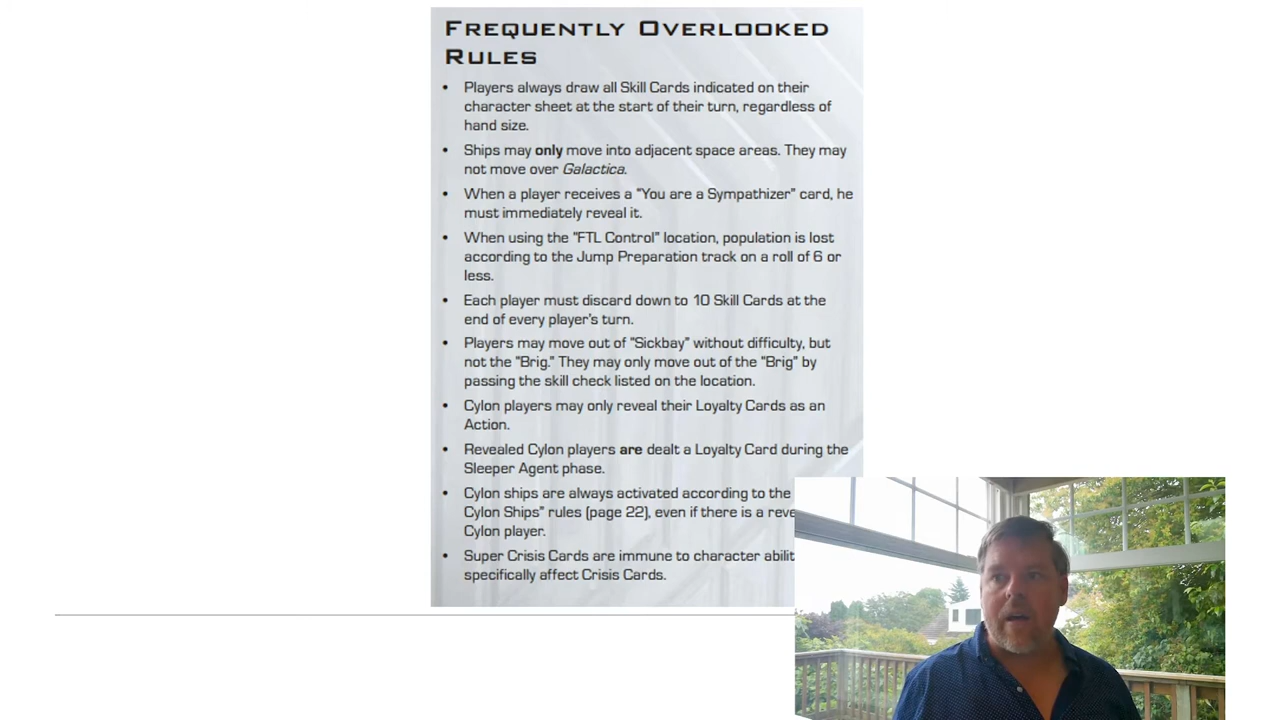 FREQUENTLY OVERLOOKED
RULES
• Players always draw all Skill Cards indicated on their
character sheet at the start of their turn, regardless of
hand size.
• Ships may only move into adjacent space areas. They may
not move over Galactica.
• When a player receives a "You are a Sympathizer" card, he
must immediately reveal it.
• When using the "FTL Control" location, population is lost
according to the Jump Preparation track on a roll of 6 or
less.
• Each player must discard down to 10 Skill Cards at the
end of every player's turn.
• Players may move out of "Sickbay" without difficulty, but
not the "Brig." They may only move out of the "Brig" by
passing the skill check listed on the location.
• Cylon players may only reveal their Loyalty Cards as an
Action.
• Revealed Cylon players are dealt a Loyalty Card during the
Sleeper Agent phase.
• Cylon ships are always activated according to the
Cylon Ships" rules (page 22), even if there is a
Cylon player.
• Super Crisis Cards are immune to character
specifically affect Crisis Cards.